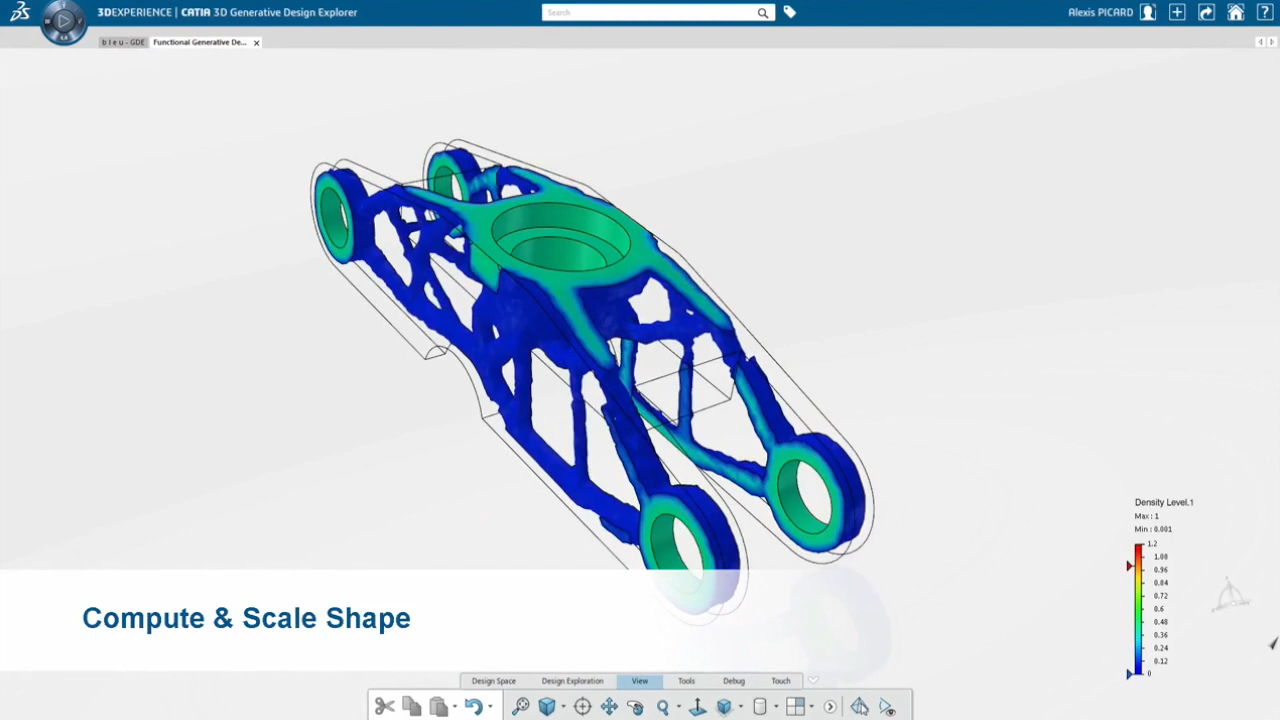 3DEXPERIENCE | CATIA 3D Generative Design Explorer
Search
Alexis PICARD
b l e u - GDE
Functional Generative De...
Density Level.1
Max : 1
Min : 0.001
1.2
1.08
0.96
0.84
0.72
0.6
0.48
0.36
0.24
0.12
0
Compute & Scale Shape
Design Space
Design Exploration
View
Tools
Debug
Touch